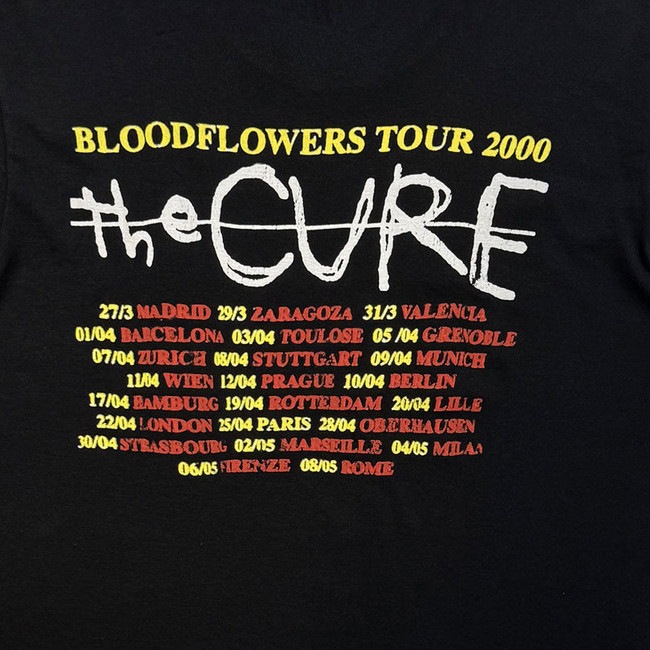 BLOODFLOWERS TOUR 2000
the CURE
27/3 MADRID 29/3 ZARAGOZA 31/3 VALENCIA
01/04 BARCELONA 03/04 TOULOSE 05 /04 GRENOBLE
07/04 ZURICH 08/04 STUTTGART 09/04 MUNICH
11/04 WIEN 12/04 PRAGUE 10/04 BERLIN
17/04 BAMBURG 19/04 ROTTERDAM 20/04 LILLE
22/04 LONDON 25/04 PARIS 28/04 OBERHAUSEN
30/04 STRASBOURG 02/05 MARSEILLE 04/05 MILAN
06/05 FIRENZE 08/05 ROME